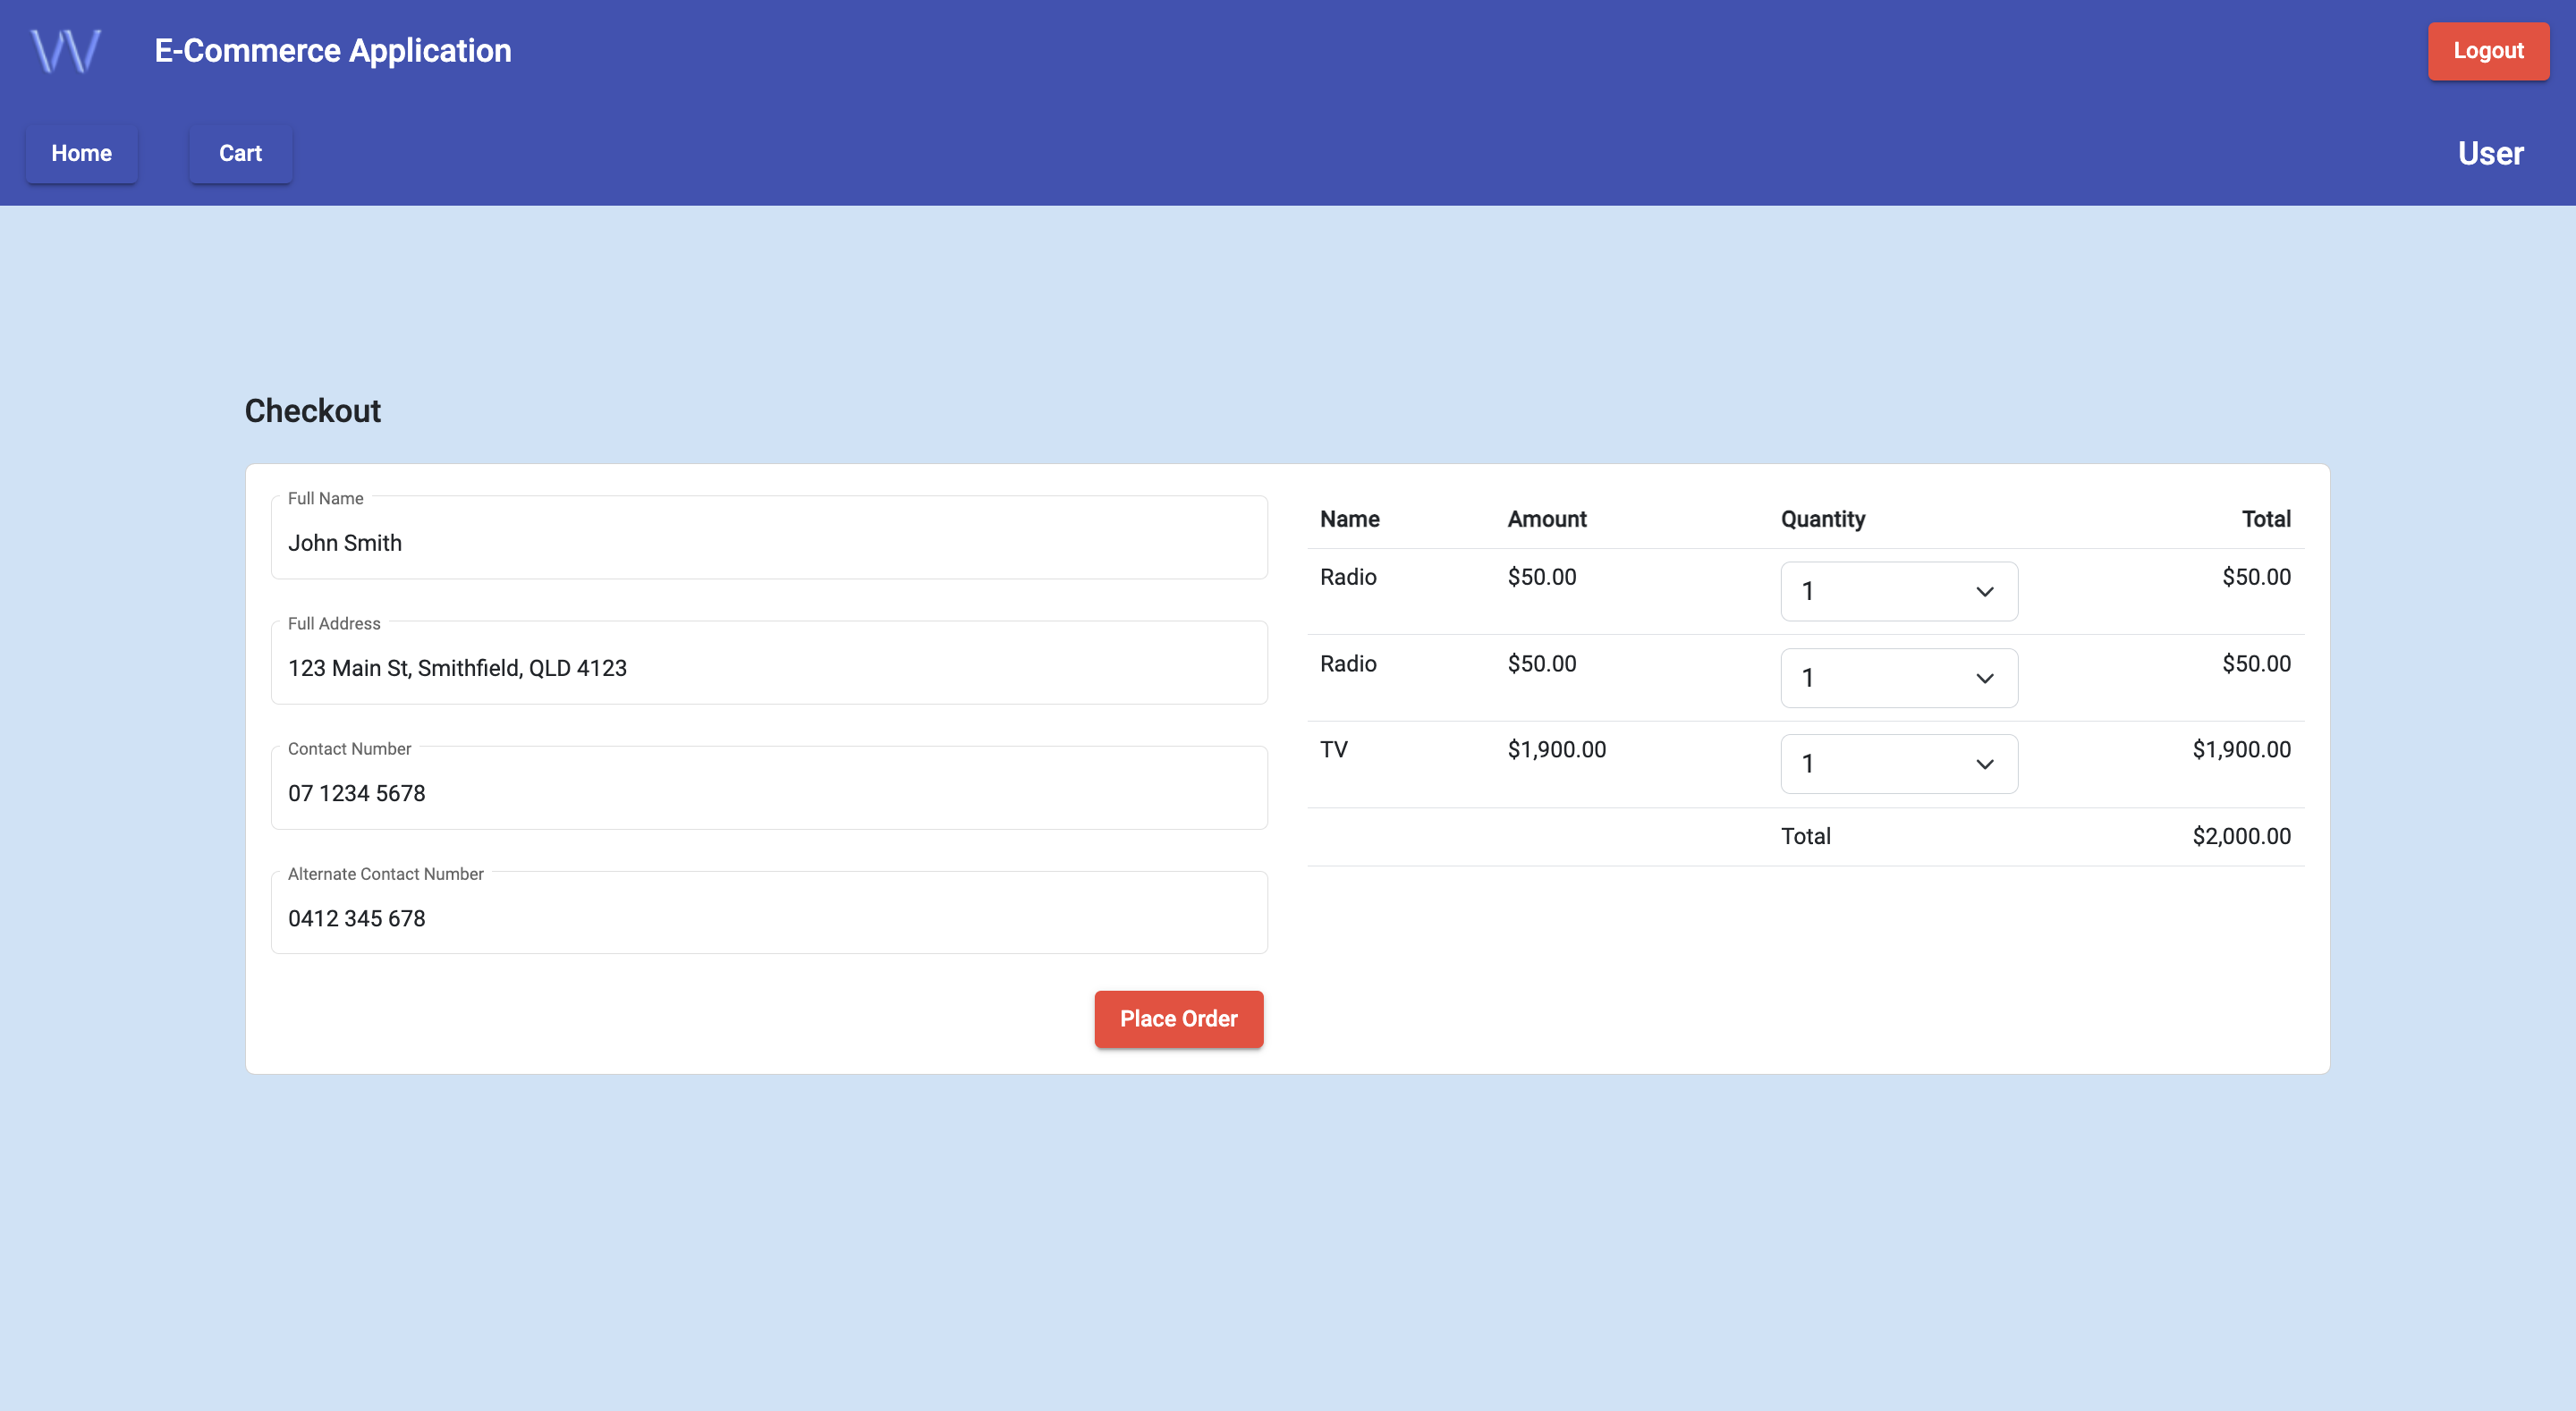 W
E-Commerce Application
Logout
Home
Cart
User
Checkout
Full Name
John Smith
Full Address
123 Main St, Smithfield, QLD 4123
Contact Number
07 1234 5678
Alternate Contact Number
0412 345 678
Place Order
Name Amount Quantity Total
Radio $50.00 1 $50.00
Radio $50.00 1 $50.00
TV $1,900.00 1 $1,900.00
Total $2,000.00